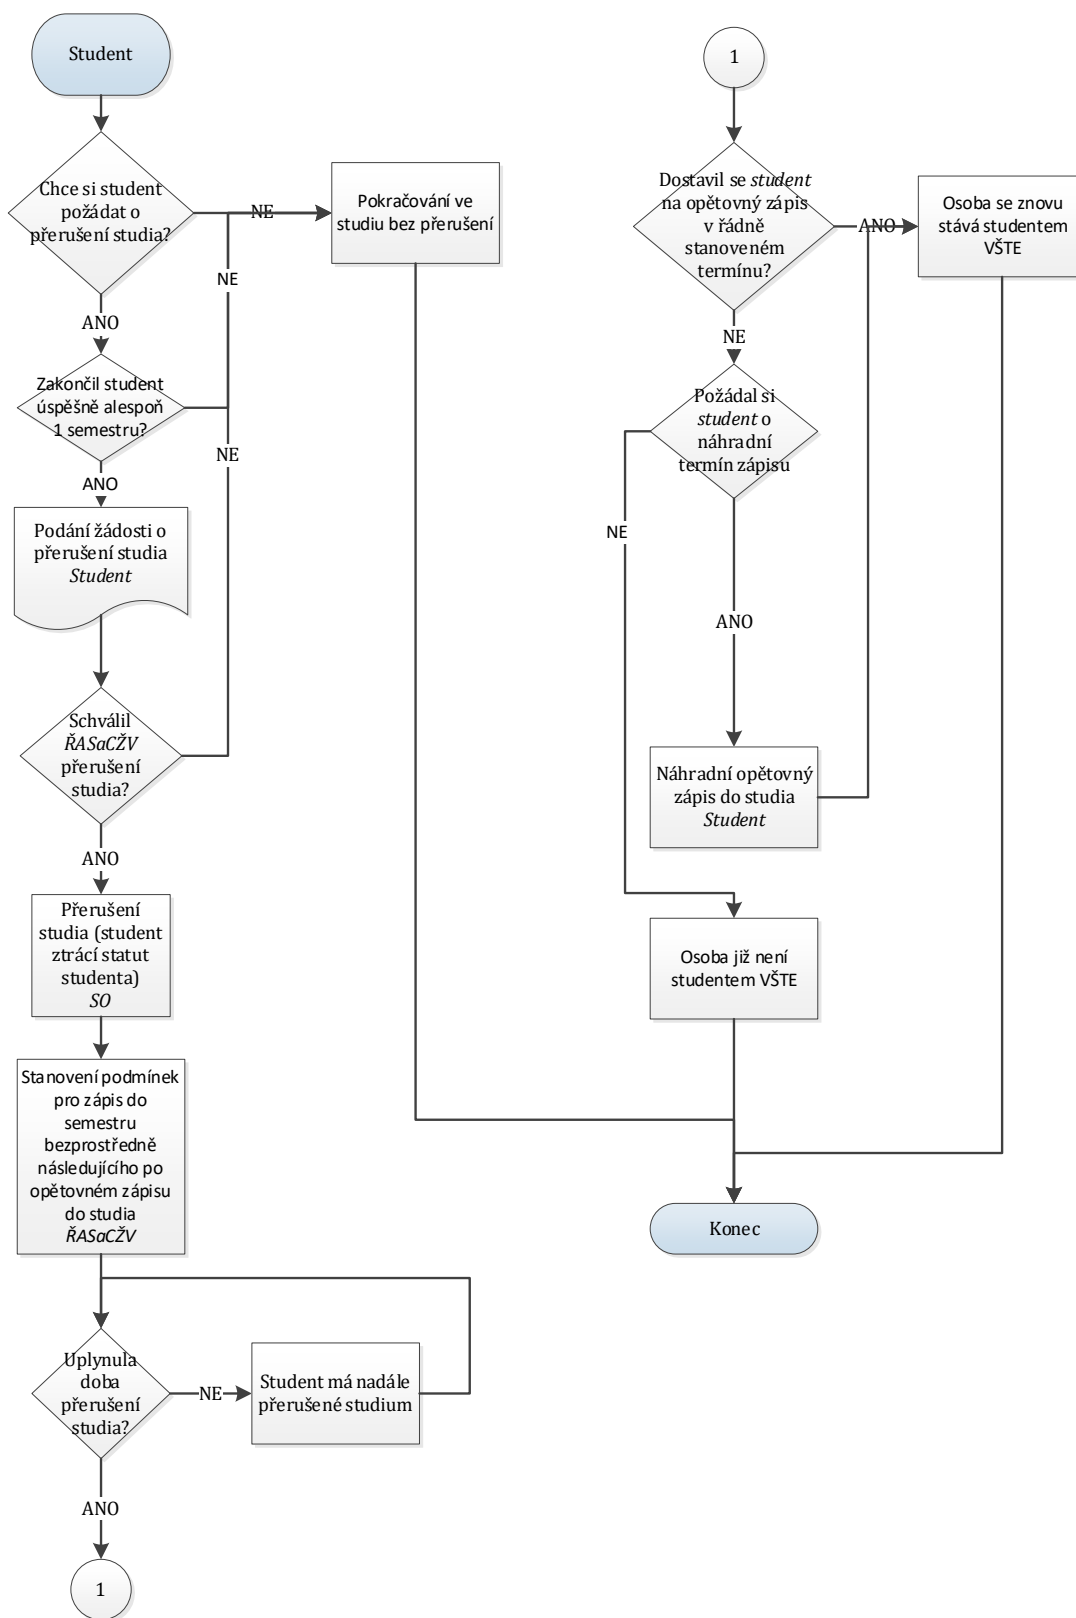 Student
Chce si student
požádat o
přerušení studia?
NE
Pokračování ve
studiu bez přerušení
NE
ANO
Zakončil student
úspěšně alespoň
1 semestru?
NE
ANO
Podání žádosti o
přerušení studia
Student
Schválil
ŘASaCŽV
přerušení
studia?
ANO
Přerušení
studia (student
ztrácí statut
studenta)
SO
Stanovení podmínek
pro zápis do
semestru
bezprostředně
následujícího po
opětovném zápisu
do studia
ŘASaCŽV
Uplynula
doba
přerušení
studia?
NE
Student má nadále
přerušené studium
ANO
1
1
Dostavil se student
na opětovný zápis
v řádně
stanoveném
termínu?
ANO
Osoba se znovu
stává studentem
VŠTE
NE
Požádal si
student o
náhradní
termín zápisu
NE
ANO
Náhradní opětovný
zápis do studia
Student
Osoba již není
studentem VŠTE
Konec